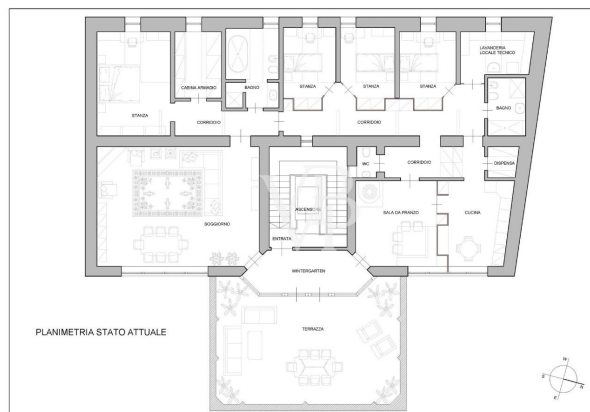 LAVANDERIA
LOCALE TECNICO
CABINA ARMADIO
BAGNO
STANZA
STANZA
STANZA
STANZA
BAGNO
CORRIDOIO
CORRIDOIO
WC
CORRIDOIO
DISPENSA
ASCENSORE
SOGGIORNO
SALA DA PRANZO
CUCINA
ENTRATA
WINTERGARTEN
TERRAZZA
PLANIMETRIA STATO ATTUALE